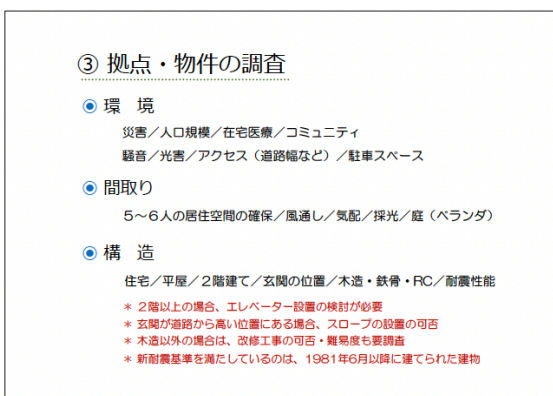 ③ 拠点・物件の調査
◉ 環　境
災害／人口規模／在宅医療／コミュニティ
騒音／光害／アクセス（道路幅など）／駐車スペース
◉ 間取り
５～６人の居住空間の確保／風通し／気配／採光／庭（ベランダ）
◉ 構　造
住宅／平屋／２階建て／玄関の位置／木造・鉄骨・RC／耐震性能
＊ ２階以上の場合、エレベーター設置の検討が必要
＊ 玄関が道路から高い位置にある場合、スロープの設置の可否
＊ 木造以外の場合は、改修工事の可否・難易度も要調査
＊ 新耐震基準を満たしているのは、1981年6月以降に建てられた建物